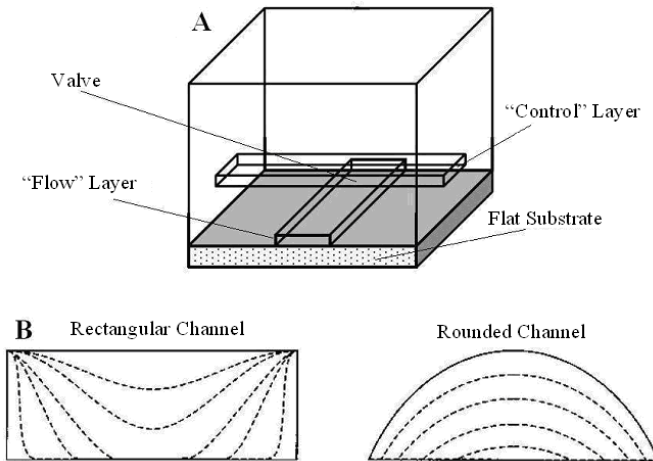 A
Valve
“Control” Layer
“Flow” Layer
Flat Substrate
B
Rectangular Channel
Rounded Channel